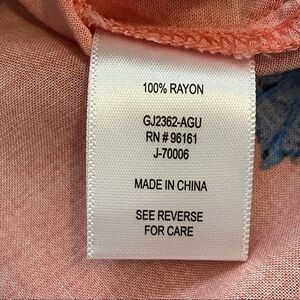 100% RAYON
GJ2362-AGU
RN # 96161
J-70006
MADE IN CHINA
SEE REVERSE
FOR CARE